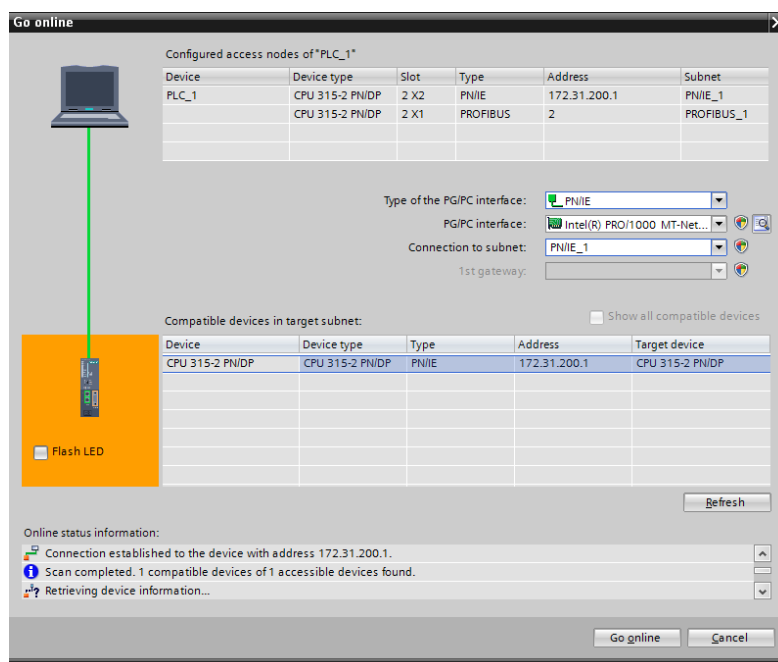 Go online
Configured access nodes of "PLC_1"
Device Device type Slot Type Address Subnet
PLC_1 CPU 315-2 PN/DP 2 X2 PN/IE 172.31.200.1 PN/IE_1
CPU 315-2 PN/DP 2 X1 PROFIBUS 2 PROFIBUS_1
Type of the PG/PC interface: PN/IE
PG/PC interface: Intel(R) PRO/1000 MT-Net...
Connection to subnet: PN/IE_1
1st gateway:
Compatible devices in target subnet: Show all compatible devices
Device Device type Type Address Target device
CPU 315-2 PN/DP CPU 315-2 PN/DP PN/IE 172.31.200.1 CPU 315-2 PN/DP
Flash LED
Refresh
Online status information:
Connection established to the device with address 172.31.200.1.
Scan completed. 1 compatible devices of 1 accessible devices found.
Retrieving device information...
Go online Cancel